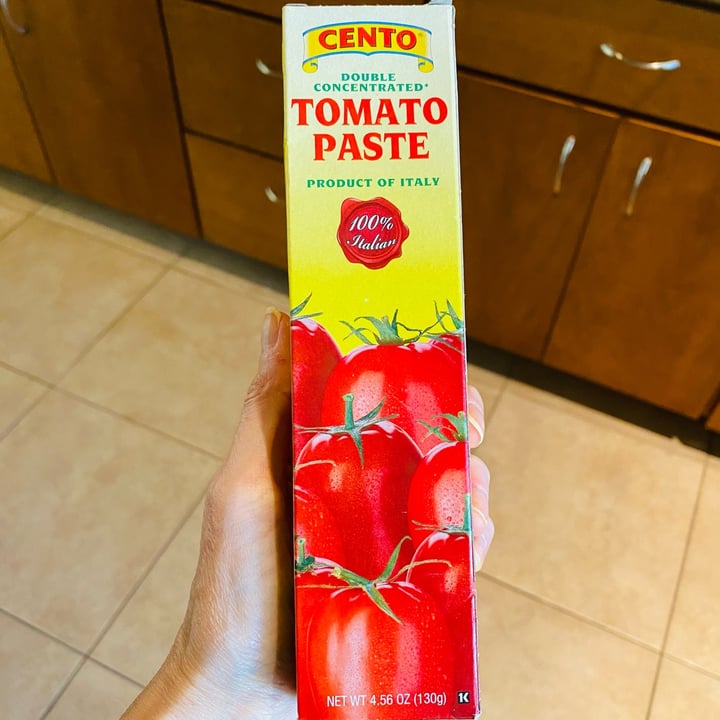 CENTO®
DOUBLE
CONCENTRATED*
TOMATO
PASTE
PRODUCT OF ITALY
100%
Italian
NET WT 4.56 OZ (130g)
K